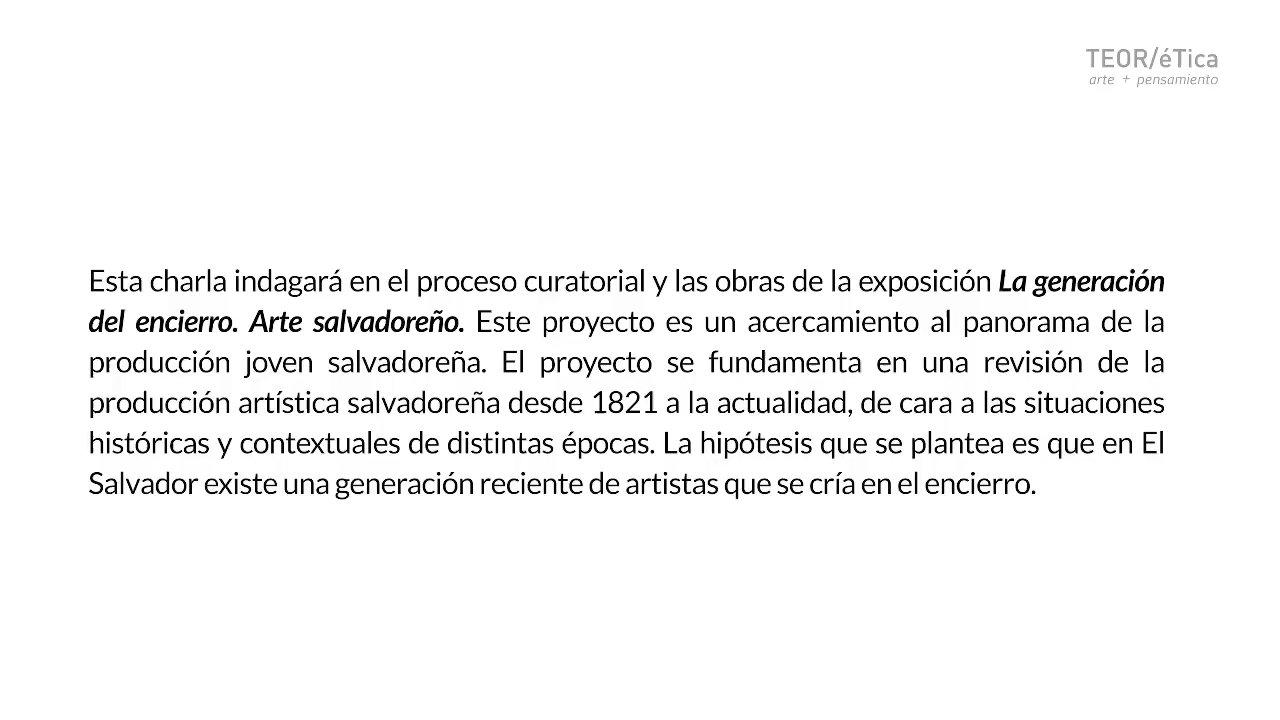 TEOR/éTica
arte + pensamiento
Esta charla indagará en el proceso curatorial y las obras de la exposición La generación
del encierro. Arte salvadoreño. Este proyecto es un acercamiento al panorama de la
producción joven salvadoreña. El proyecto se fundamenta en una revisión de la
producción artística salvadoreña desde 1821 a la actualidad, de cara a las situaciones
históricas y contextuales de distintas épocas. La hipótesis que se plantea es que en El
Salvador existe una generación reciente de artistas que se cría en el encierro.